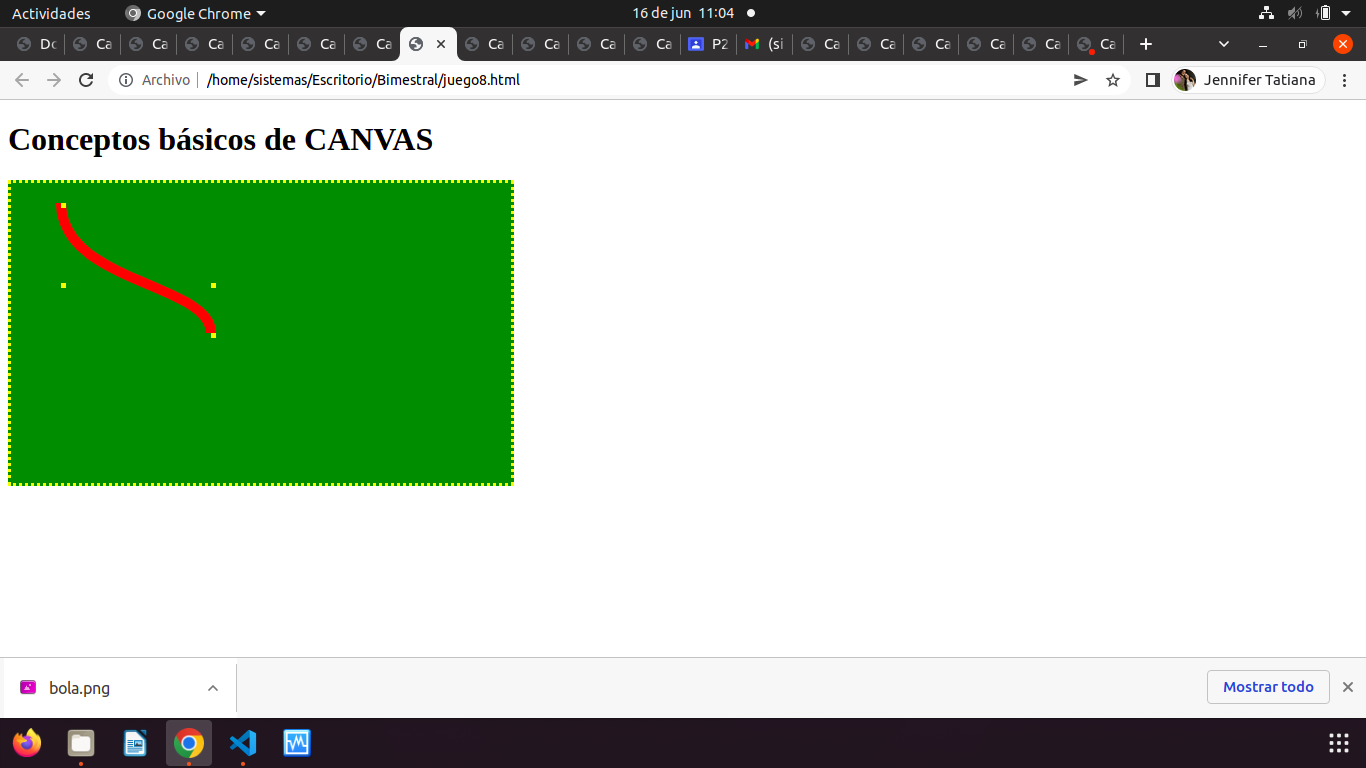 Actividades Google Chrome 16 de jun 11:04
Do Ca Ca Ca Ca Ca Ca Ca Ca Ca Ca P2 (si Ca Ca Ca Ca Ca Ca
Archivo /home/sistemas/Escritorio/Bimestral/juego8.html Jennifer Tatiana
Conceptos básicos de CANVAS
bola.png Mostrar todo